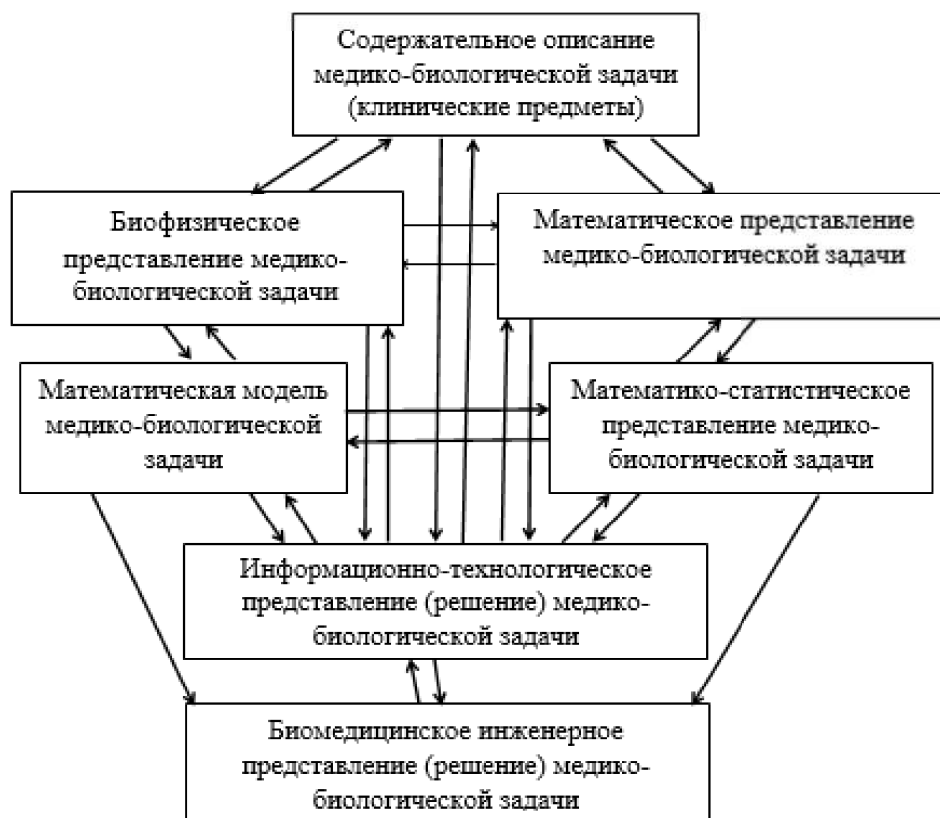 Содержательное описание
медико-биологической задачи
(клинические предметы)
Биофизическое
представление медико-
биологической задачи
Математическое представление
медико-биологической задачи
Математическая модель
медико-биологической
задачи
Математико-статистическое
представление медико-
биологической задачи
Информационно-технологическое
представление (решение) медико-
биологической задачи
Биомедицинское инженерное
представление (решение) медико-
биологической задачи